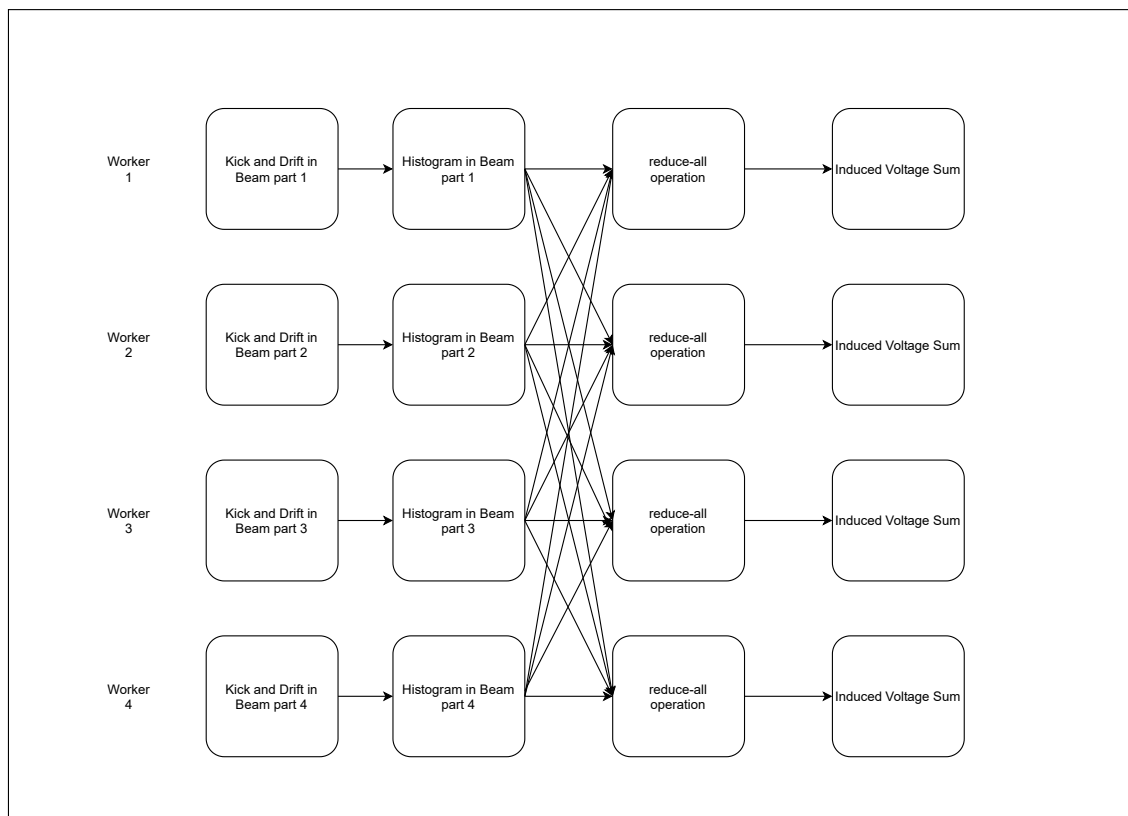 Worker
1
Kick and Drift in
Beam part 1
Histogram in Beam
part 1
reduce-all
operation
Induced Voltage Sum
Worker
2
Kick and Drift in
Beam part 2
Histogram in Beam
part 2
reduce-all
operation
Induced Voltage Sum
Worker
3
Kick and Drift in
Beam part 3
Histogram in Beam
part 3
reduce-all
operation
Induced Voltage Sum
Worker
4
Kick and Drift in
Beam part 4
Histogram in Beam
part 4
reduce-all
operation
Induced Voltage Sum